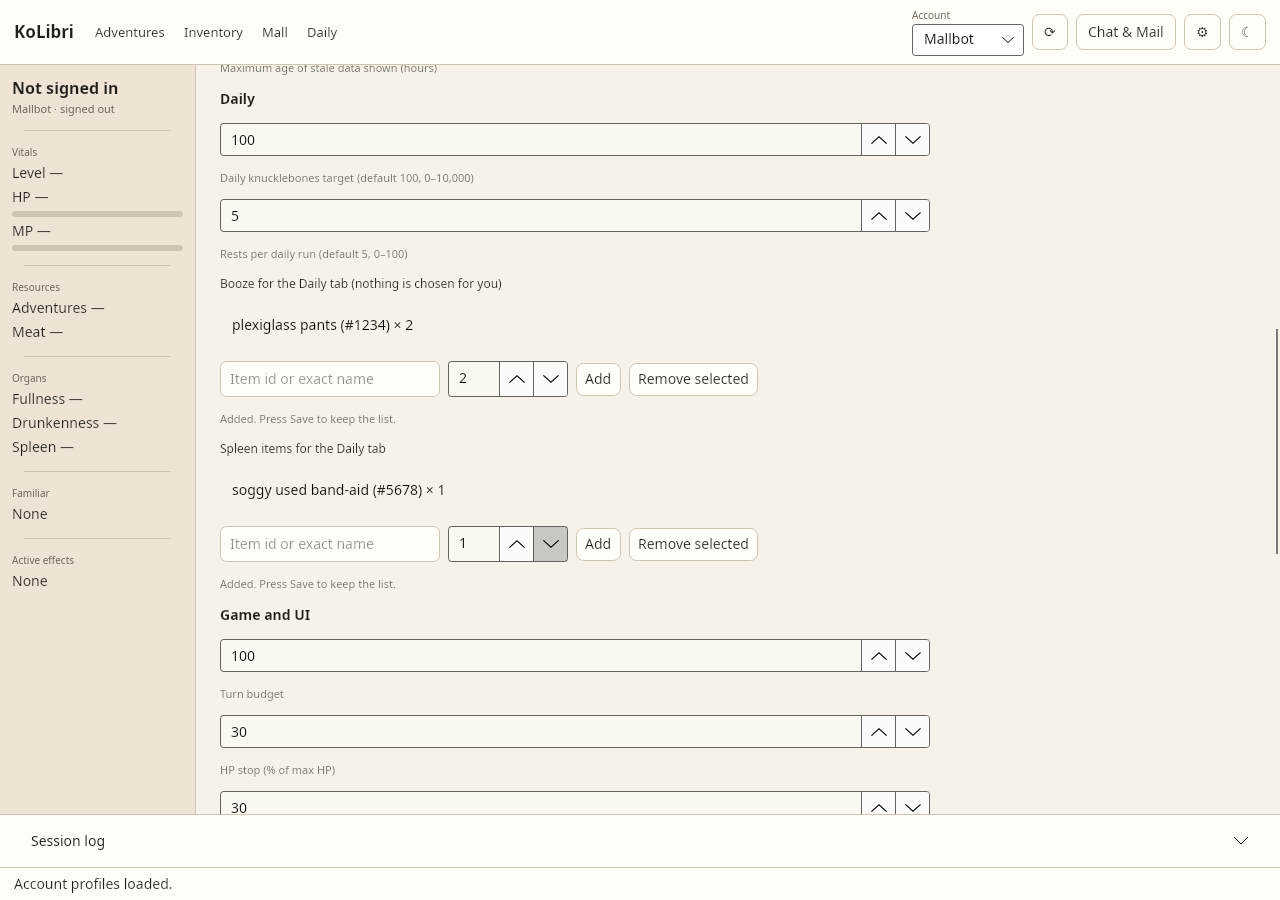 KoLibri
Adventures
Inventory
Mall
Daily
Account
Mallbot
Chat & Mail
Not signed in
Mallbot · signed out
Vitals
Level —
HP —
MP —
Resources
Adventures —
Meat —
Organs
Fullness —
Drunkenness —
Spleen —
Familiar
None
Active effects
None
Maximum age of stale data shown (hours)
Daily
100
Daily knucklebones target (default 100, 0–10,000)
5
Rests per daily run (default 5, 0–100)
Booze for the Daily tab (nothing is chosen for you)
plexiglass pants (#1234) × 2
Item id or exact name
2
Add
Remove selected
Added. Press Save to keep the list.
Spleen items for the Daily tab
soggy used band-aid (#5678) × 1
Item id or exact name
1
Add
Remove selected
Added. Press Save to keep the list.
Game and UI
100
Turn budget
30
HP stop (% of max HP)
30
Session log
Account profiles loaded.